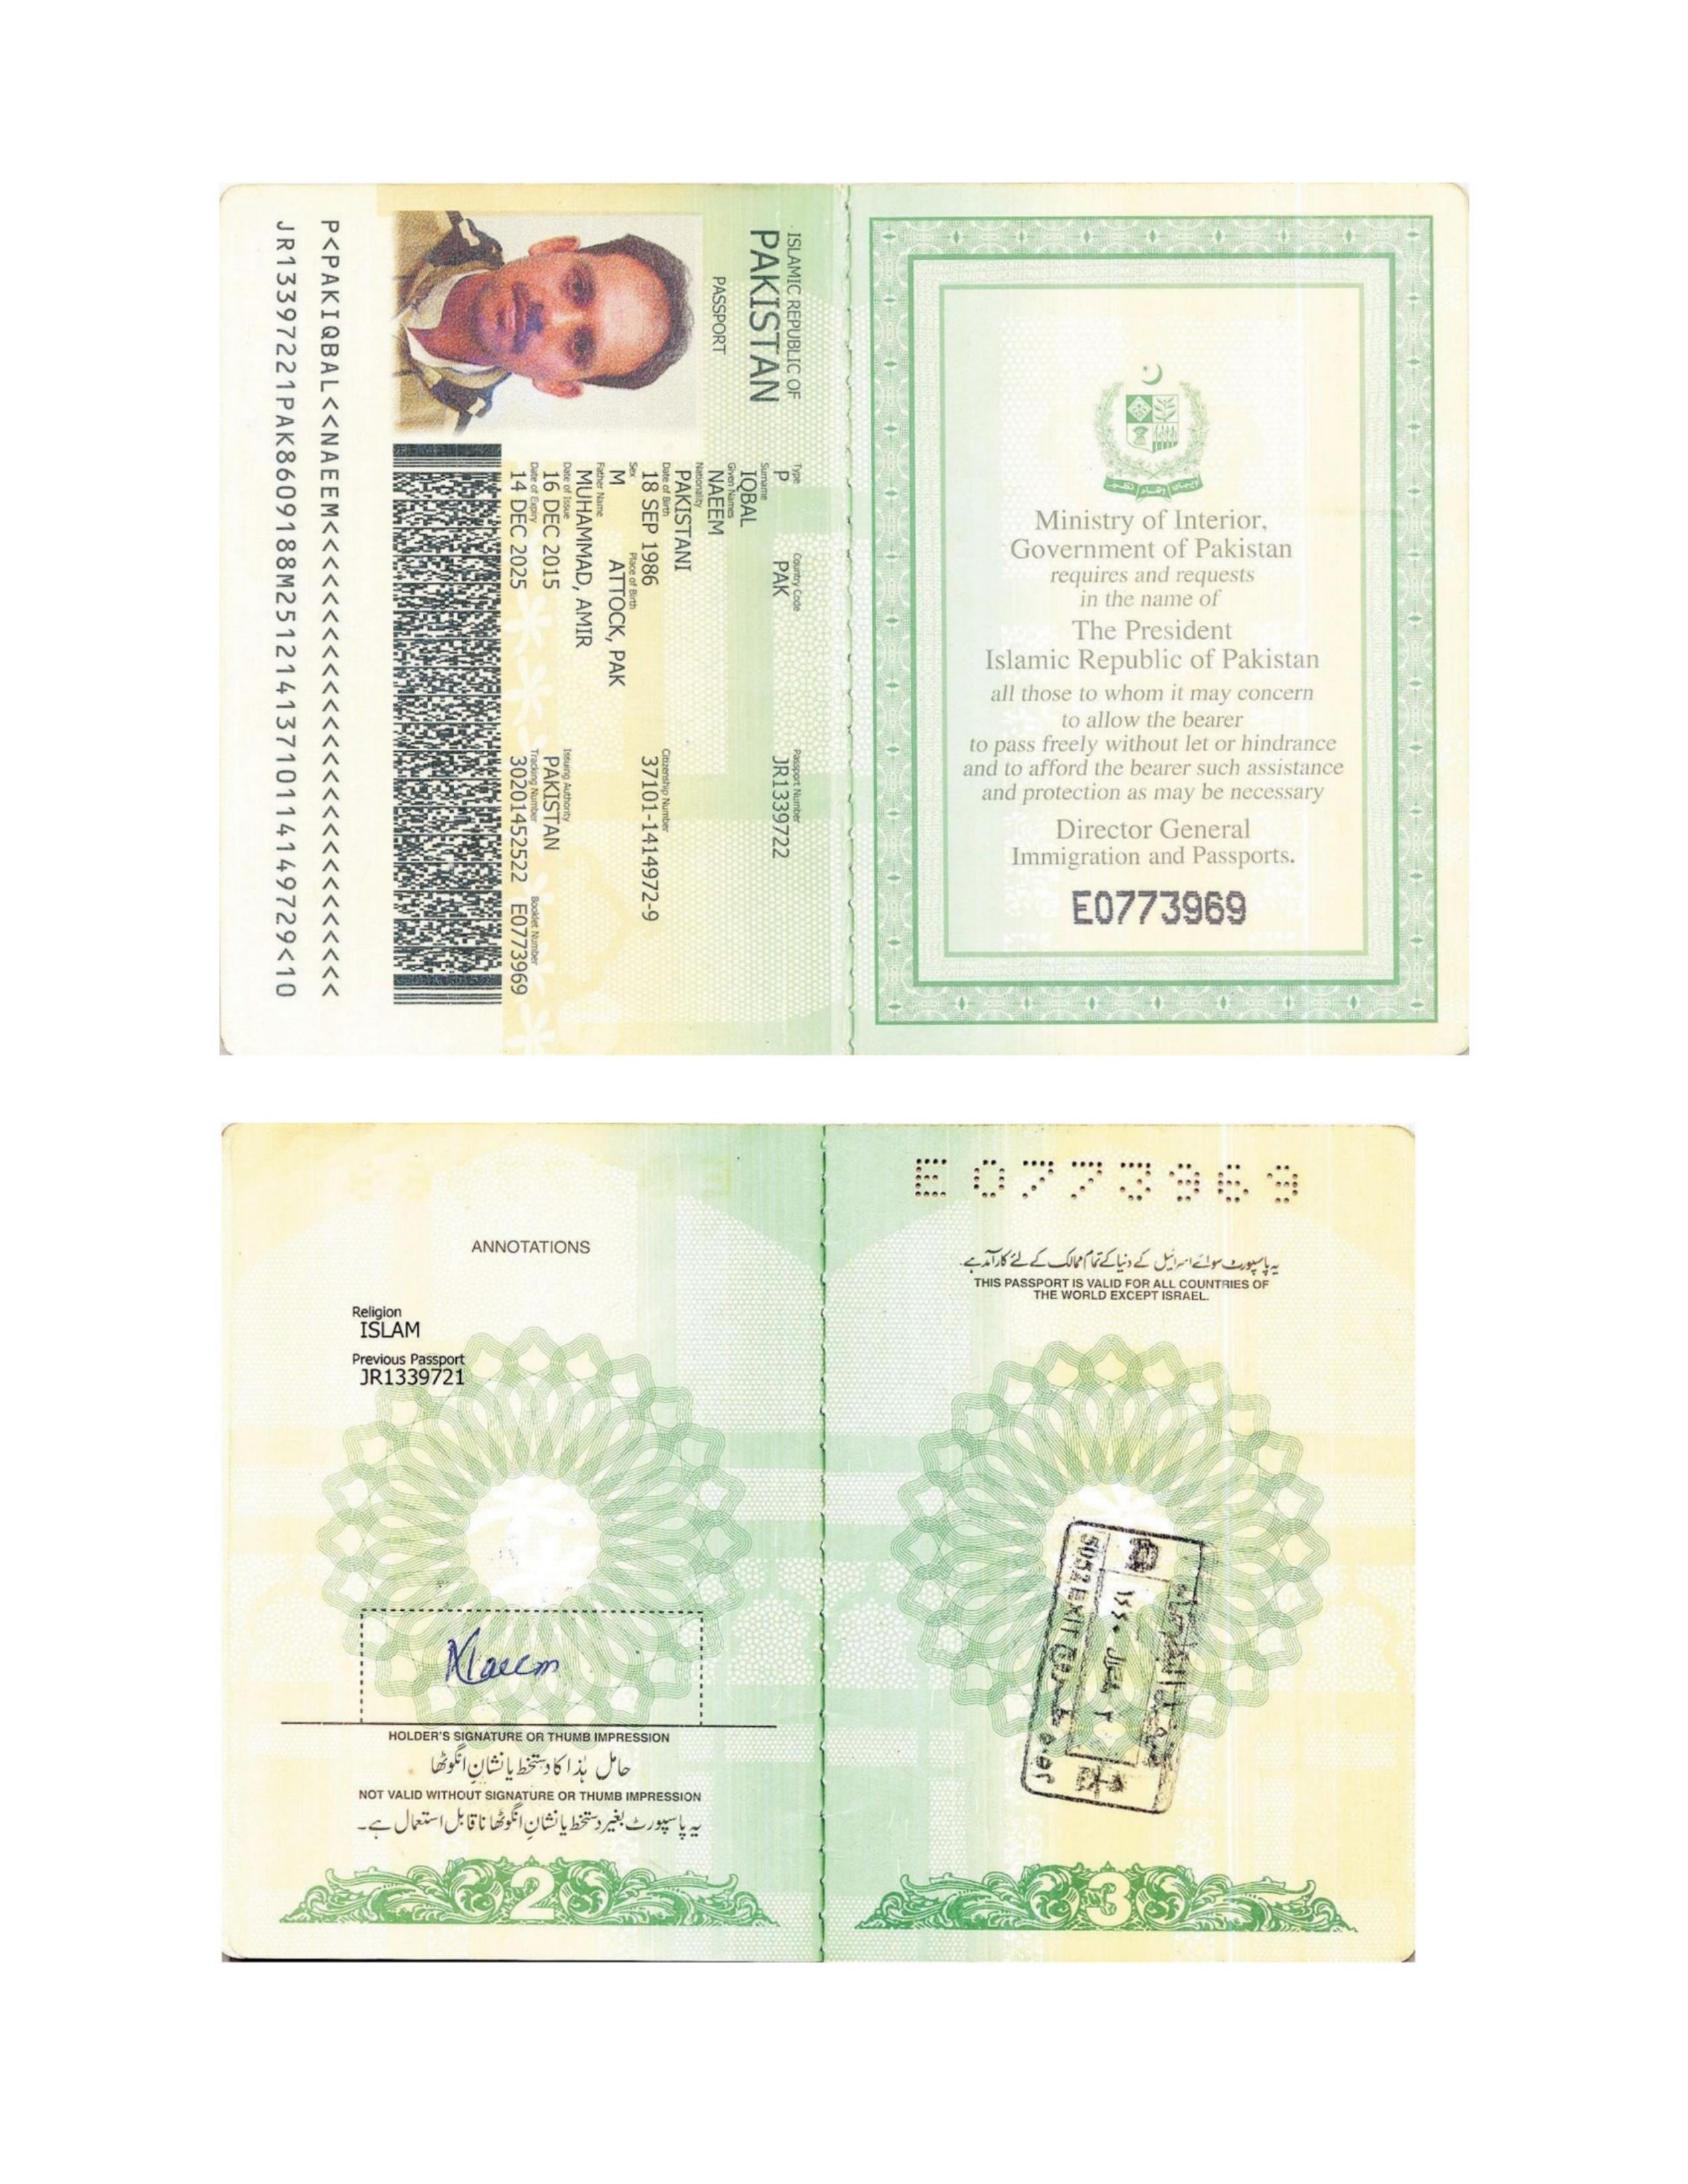 ISLAMIC REPUBLIC OF
PAKISTAN
PASSPORT
Type
P
Country Code
PAK
Passport Number
JR1339722
Surname
IQBAL
Given Names
NAEEM
Nationality
PAKISTANI
Date of Birth
18 SEP 1986
Citizenship Number
37101-1414972-9
Sex
M
Place of Birth
ATTOCK, PAK
Father Name
MUHAMMAD, AMIR
Date of Issue
16 DEC 2015
Issuing Authority
PAKISTAN
Date of Expiry
14 DEC 2025
Tracking Number
30201452522
Booklet Number
E0773969
P<PAKIQBAL<<NAEEM<<<<<<<<<<<<<<<<<<<<<<<<<<<
JR13397221PAK8609188M25121413710114149729<10
Ministry of Interior,
Government of Pakistan
requires and requests
in the name of
The President
Islamic Republic of Pakistan
all those to whom it may concern
to allow the bearer
to pass freely without let or hindrance
and to afford the bearer such assistance
and protection as may be necessary
Director General
Immigration and Passports.
E0773969
ANNOTATIONS
Religion
ISLAM
Previous Passport
JR1339721
Naeem
HOLDER'S SIGNATURE OR THUMB IMPRESSION
حامل ہٰذا کا دستخط یا نشانِ انگوٹھا
NOT VALID WITHOUT SIGNATURE OR THUMB IMPRESSION
یہ پاسپورٹ بغیر دستخط یا نشانِ انگوٹھا ناقابل استعمال ہے۔
2
E0773969
یہ پاسپورٹ سوائے اسرائیل کے دنیا کے تمام ممالک کے لئے کارآمد ہے۔
THIS PASSPORT IS VALID FOR ALL COUNTRIES OF
THE WORLD EXCEPT ISRAEL.
5052 EXIT
3